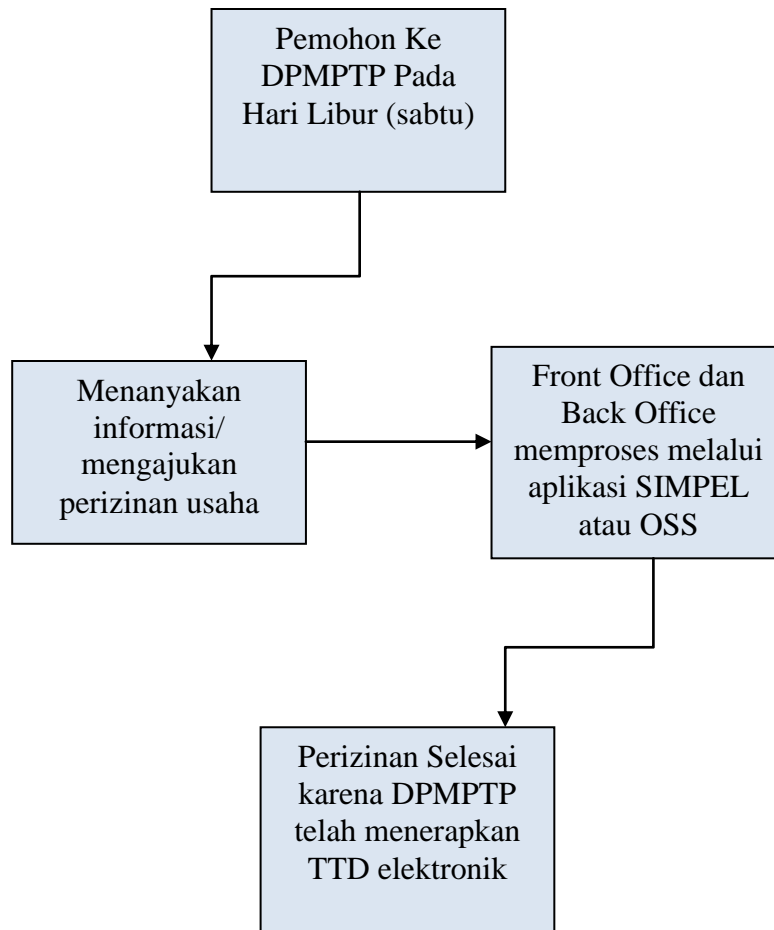 Pemohon Ke
DPMPTP Pada
Hari Libur (sabtu)
Menanyakan
informasi/
mengajukan
perizinan usaha
Front Office dan
Back Office
memproses melalui
aplikasi SIMPEL
atau OSS
Perizinan Selesai
karena DPMPTP
telah menerapkan
TTD elektronik